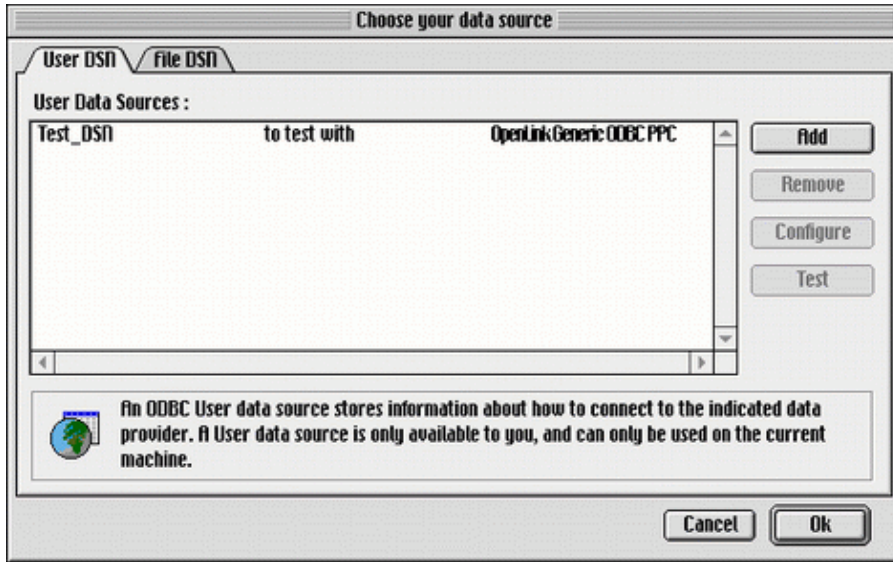 Choose your data source
User DSN File DSN
User Data Sources :
Test_DSN to test with OpenLink Generic ODBC PPC
Add
Remove
Configure
Test
An ODBC User data source stores information about how to connect to the indicated data
provider. A User data source is only available to you, and can only be used on the current
machine.
Cancel Ok